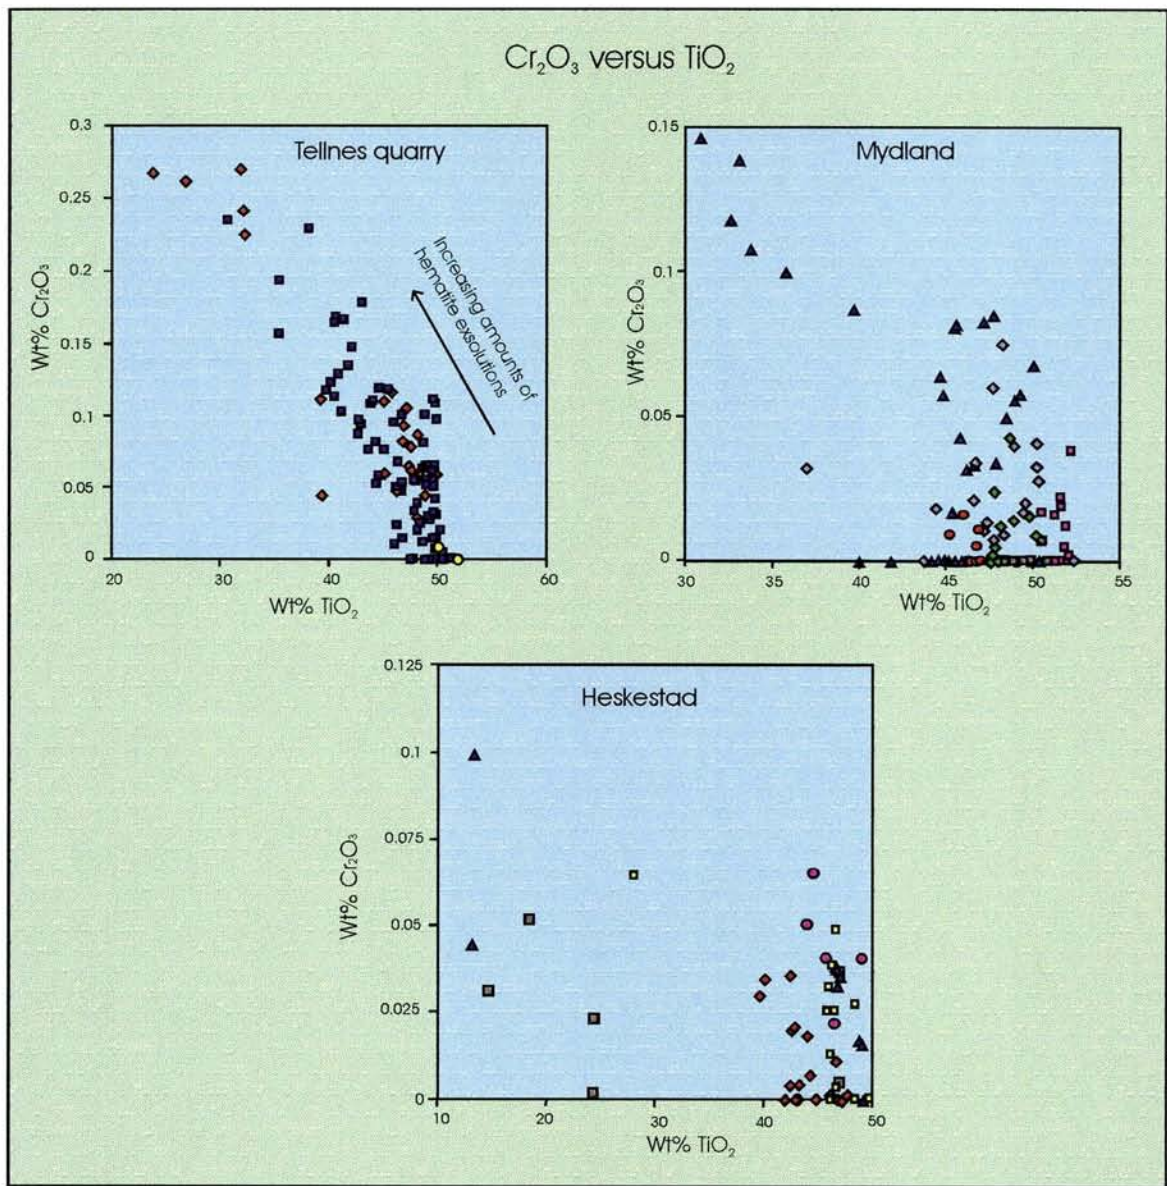 Cr₂O₃ versus TiO₂
Tellnes quarry
Wt% Cr₂O₃
0.3
0.25
0.2
0.15
0.1
0.05
0
20
30
40
50
60
Wt% TiO₂
Increasing amounts of
hematite exsolutions
Mydland
Wt% Cr₂O₃
0.15
0.1
0.05
0
30
35
40
45
50
55
Wt% TiO₂
Heskestad
Wt% Cr₂O₃
0.125
0.1
0.075
0.05
0.025
0
10
20
30
40
50
Wt% TiO₂